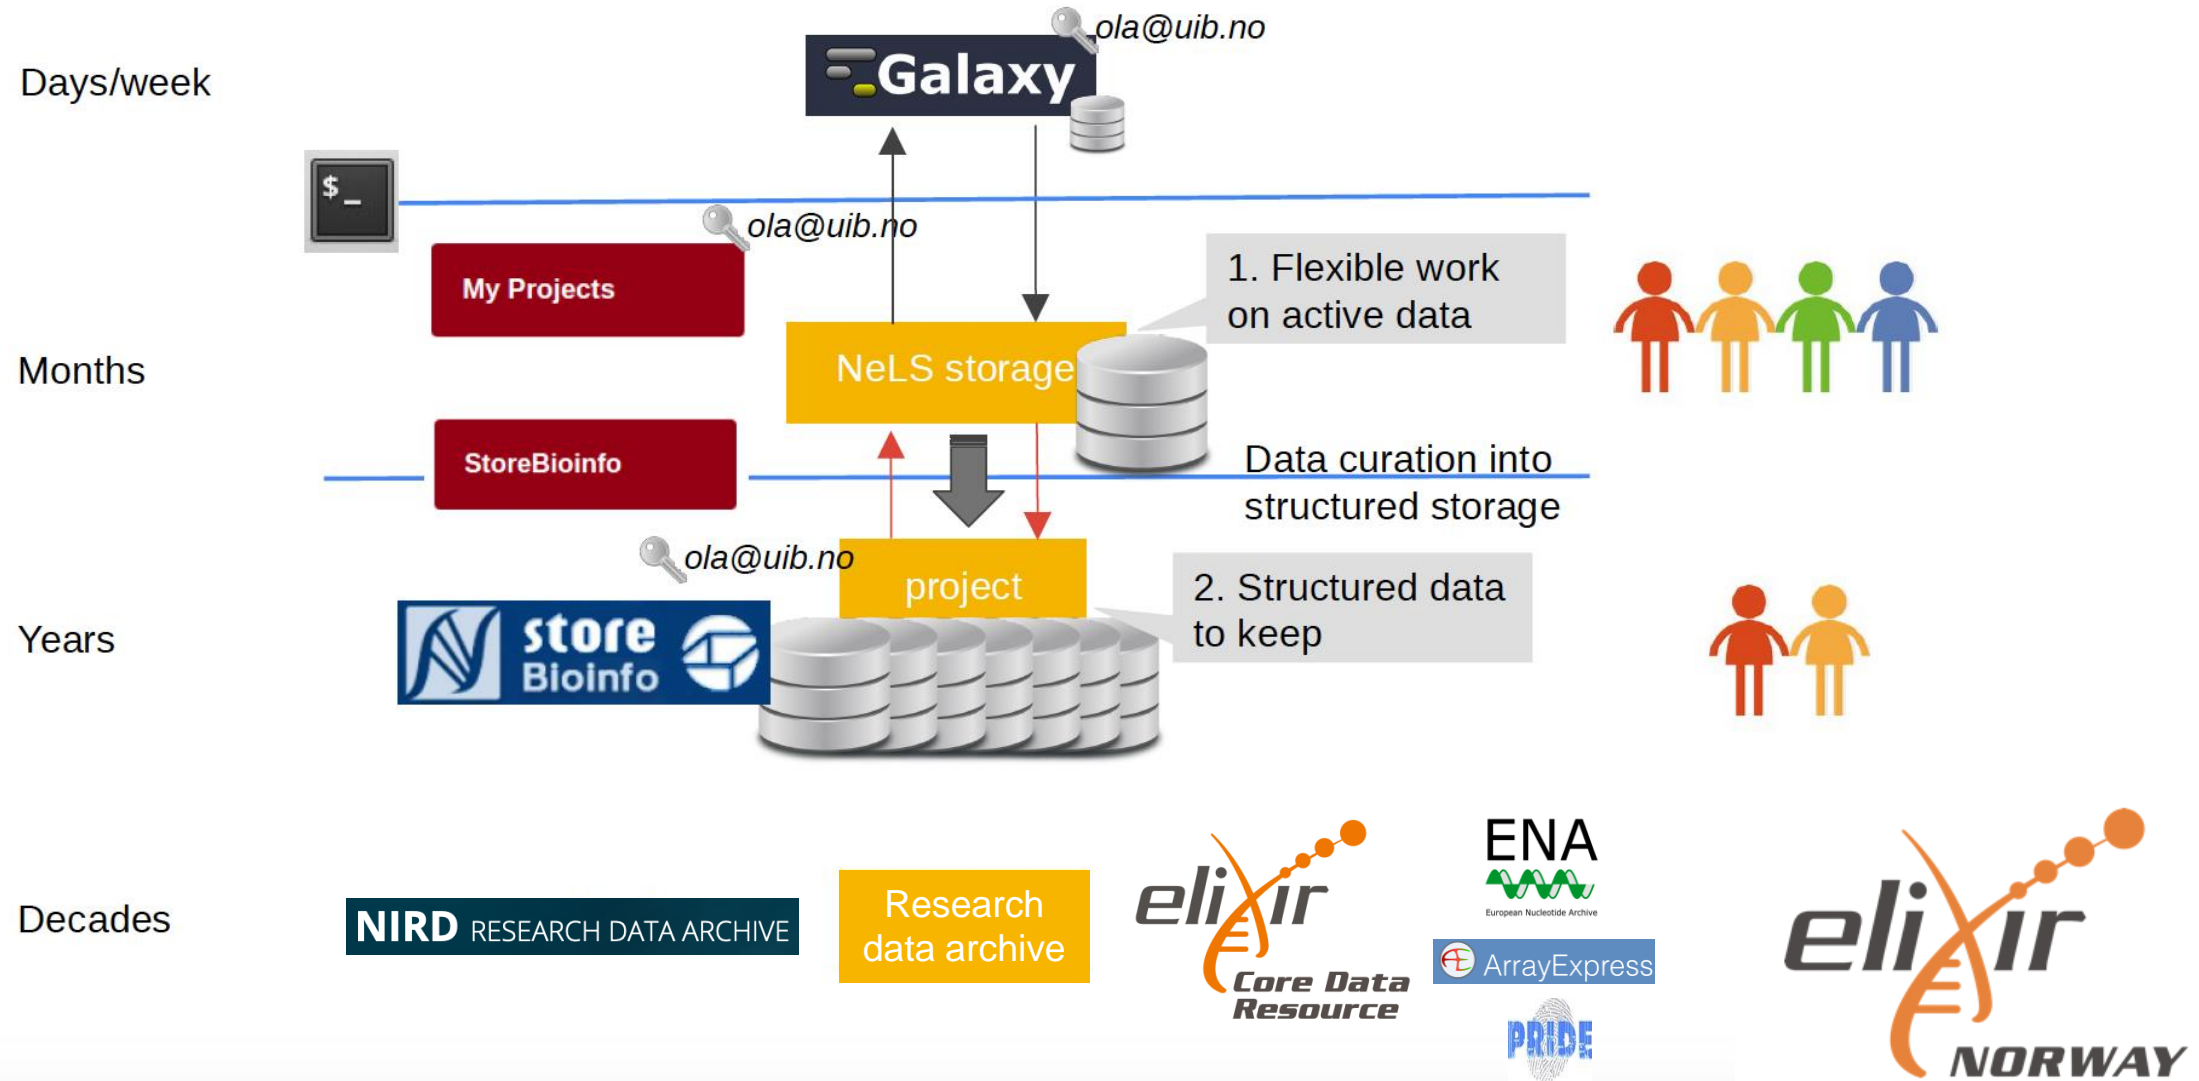 ola@uib.no
Days/week
Galaxy
$_
ola@uib.no
My Projects
1. Flexible work
on active data
Months
NeLS storage
StoreBioinfo
Data curation into
structured storage
ola@uib.no
project
2. Structured data
to keep
Years
store
Bioinfo
Decades
NIRD RESEARCH DATA ARCHIVE
Research
data archive
elixir
Core Data
Resource
ENA
European Nucleotide Archive
ArrayExpress
PRIDE
elixir
NORWAY